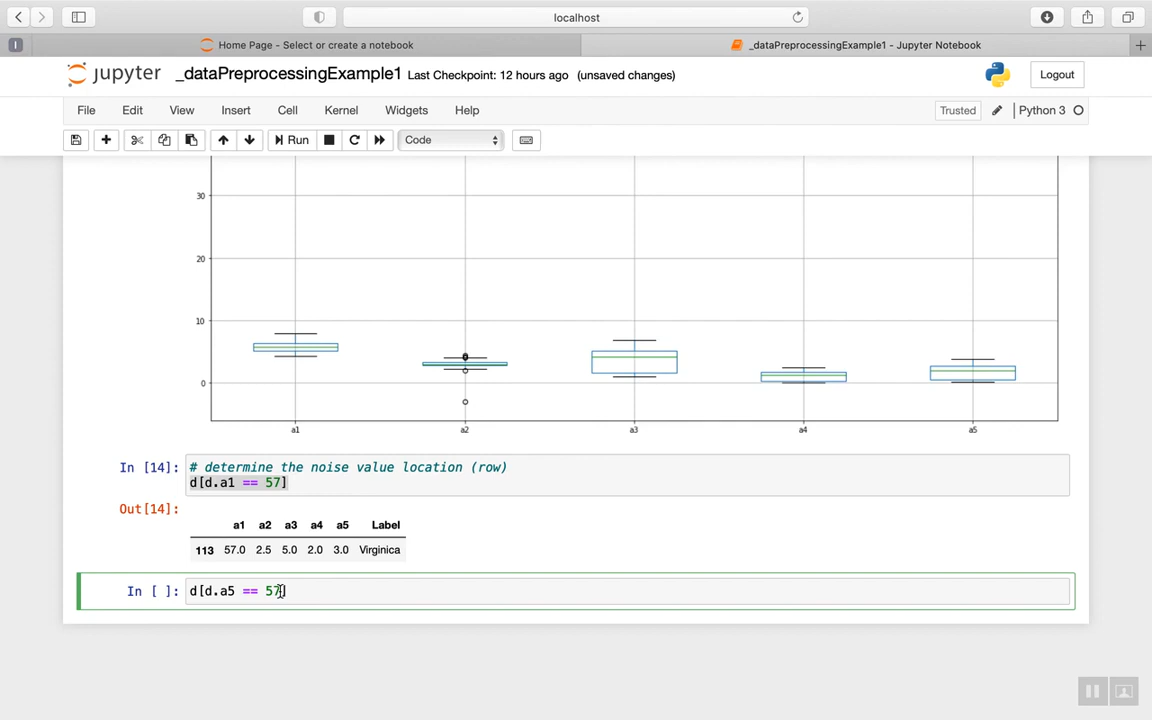 localhost
I
Home Page - Select or create a notebook
_dataPreprocessingExample1 - Jupyter Notebook
jupyter _dataPreprocessingExample1 Last Checkpoint: 12 hours ago (unsaved changes)
Logout
File Edit View Insert Cell Kernel Widgets Help
Trusted Python 3
Run Code
30
20
10
0
a1 a2 a3 a4 a5
In [14]: # determine the noise value location (row)
d[d.a1 == 57]
Out[14]:
a1 a2 a3 a4 a5 Label
113 57.0 2.5 5.0 2.0 3.0 Virginica
In [ ]: d[d.a5 == 57]